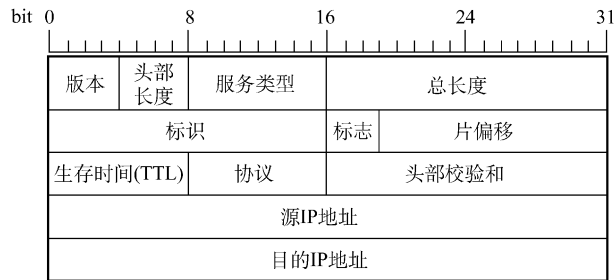 bit 0 8 16 24 31
版本 头部长度 服务类型 总长度
标识 标志 片偏移
生存时间(TTL) 协议 头部校验和
源IP地址
目的IP地址